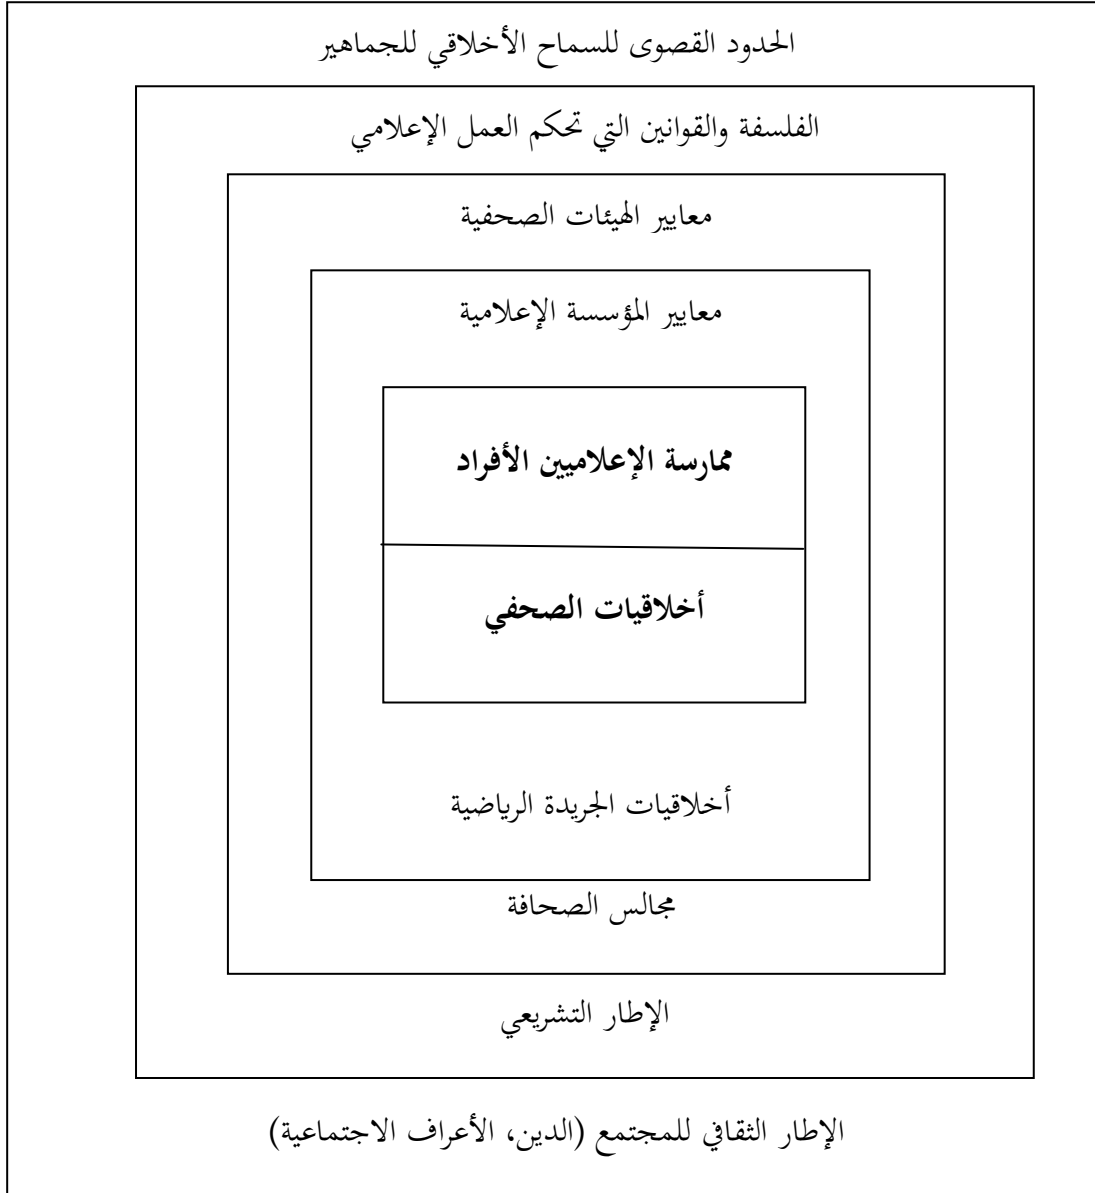 الحدود القصوى للسماح الأخلاقي للجماهير
الفلسفة والقوانين التي تحكم العمل الإعلامي
معايير الهيئات الصحفية
معايير المؤسسة الإعلامية
ممارسة الإعلاميين الأفراد
أخلاقيات الصحفي
أخلاقيات الجريدة الرياضية
مجالس الصحافة
الإطار التشريعي
الإطار الثقافي للمجتمع (الدين، الأعراف الاجتماعية)